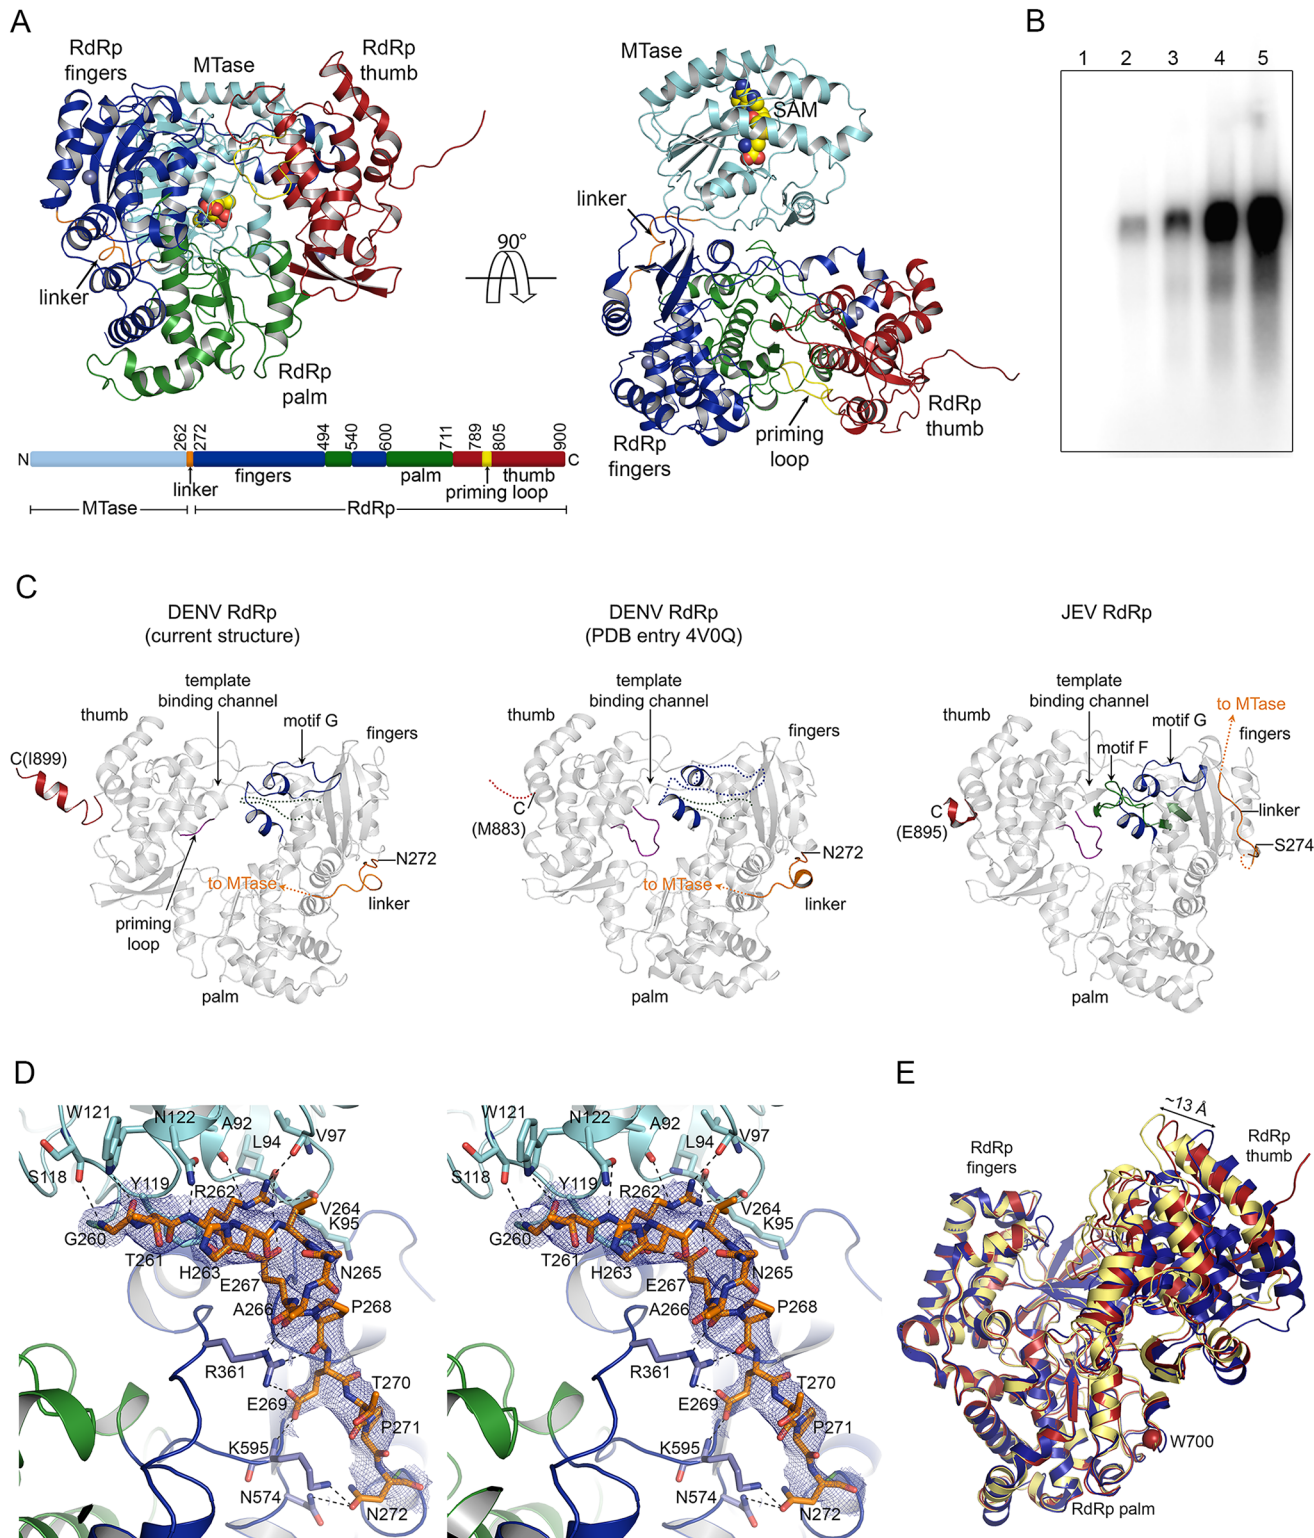 A
RdRp
fingers
MTase
RdRp
thumb
linker
RdRp
palm
90°
MTase
SAM
linker
RdRp
fingers
priming
loop
RdRp
thumb
262
272
494
540
600
711
789
805
900
N
C
fingers
palm
thumb
linker
priming loop
MTase
RdRp
B
1 2 3 4 5
C
DENV RdRp
(current structure)
template
binding channel
thumb
motif G
fingers
C(I899)
N272
to MTase
linker
priming
loop
palm
DENV RdRp
(PDB entry 4V0Q)
template
binding channel
thumb
fingers
C
(M883)
N272
to MTase
linker
palm
JEV RdRp
template
binding channel
to MTase
thumb
motif G
fingers
motif F
C
(E895)
linker
S274
palm
D
W121
N122
A92
L94
V97
S118
Y119
R262
V264
K95
G260
T261
H263
E267
N265
A266
P268
R361
T270
E269
P271
K595
N574
N272
W121
N122
A92
L94
V97
S118
Y119
R262
V264
K95
G260
T261
H263
E267
N265
A266
P268
R361
T270
E269
P271
K595
N574
N272
E
~13 Å
RdRp
fingers
RdRp
thumb
W700
RdRp palm